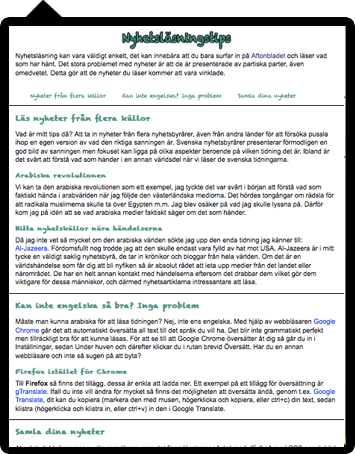 Nyhetsläsningstips
Nyhetsläsning kan vara väldigt enkelt, det kan innebära att du bara surfar in på Aftonbladet och läser vad
som har hänt. Det stora problemet med nyheter är att de är presenterade av partiska parter, även
omedvetet. Detta gör att de nyheter du läser kommer att vara vinklade.
Nyheter från flera källor Kan inte engelska? Inga problem Samla dina nyheter
Läs nyheter från flera källor
Vad är mitt tips då? Att ta in nyheter från flera nyhetsbyråer, även från andra länder för att försöka pussla
ihop en egen version av vad den riktiga sanningen är. Svenska nyhetsbyråer presenterar förmodligen en
god bild av sanningen men fokuset kan ligga på olika aspekter beroende på vilken tidning det är. Ibland är
det svårt att förstå vad som händer i en annan världsdel när vi läser de svenska tidningarna.
Arabiska revolutionen
Vi kan ta den arabiska revolutionen som ett exempel, jag tyckte det var svårt i början att förstå vad som
faktiskt hända i arabvärlden när jag följde den västerländska mediorna. Det hördes tongångar om rädsla för
att radikala muslimerna skulle ta över Egypten m.m. Jag blev osäker på vad jag skulle lyssna på. Därför
kom jag på idén att se vad arabiska medier faktiskt säger om det som händer.
Hitta nyhetskällor nära händelserna
Då jag inte vet så mycket om den arabiska världen sökte jag upp den enda tidning jag känner till:
Al-Jazeera. Fördomsfullt nog trodde jag att den skulle endast vara fylld av hat mot USA. Al-Jazeera är i mitt
tycke en väldigt saklig nyhetsbyrå, de tar in krönikor och bloggar från hela världen. Om det är en
världshändelse som får dig att bli nyfiken så är absolut rådet att leta upp medier från det landet eller
närområdet. De har en helt annan kontakt med händelserna eftersom det drabbar dem vilket gör dem
viktigare för dessa människor, och därmed nyhetsartiklarna intressantare att läsa.
Kan inte engelska så bra? Inga problem
Måste man kunna arabiska för att läsa tidningen? Nej, inte ens engelska. Med hjälp av webbläsaren Google
Chrome går det att automatiskt översätta all text till det språk du vill ha. Det blir inte grammatiskt perfekt
men tillräckligt bra för att kunna läsas. För att se till att Google Chrome översätter åt dig så går du in i
Inställningar, sedan Under huven och därefter klickar du i rutan brevid Översätt. Har du en annan
webbläsare och inte så sugen på att byta?
Firefox istället för Chrome
Till Firefox så finns det tillägg, dessa är enkla att ladda ner. Ett exempel på ett tillägg för översättning är
gTranslate. Ifall du inte vill ändra för mycket så finns det möjligheten att översätta ändå, genom t.ex. Google
Translate, dit kan du kopiera (markera den med musen, högerklicka och kopiera, eller ctrl+c) din text, sedan
klistra (högerklicka och klistra in, eller ctrl+v) in den i Google Translate.
Samla dina nyheter